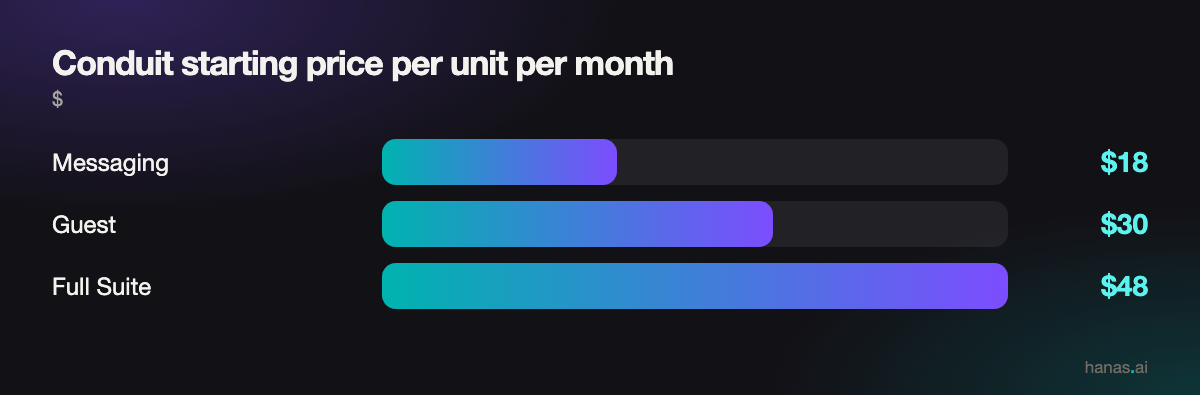 Conduit starting price per unit per month
$
Messaging $18
Guest $30
Full Suite $48
hanas.ai